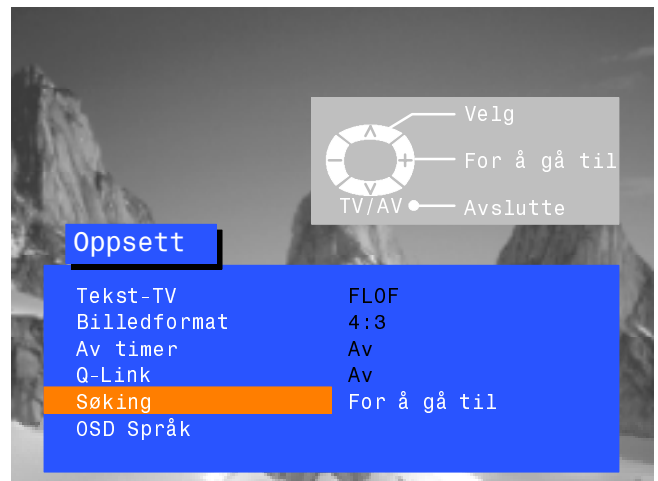 Velg
For å gå til
TV/AV Avslutte
Oppsett
Tekst-TV FLOF
Billedformat 4:3
Av timer Av
Q-Link Av
Søking For å gå til
OSD Språk